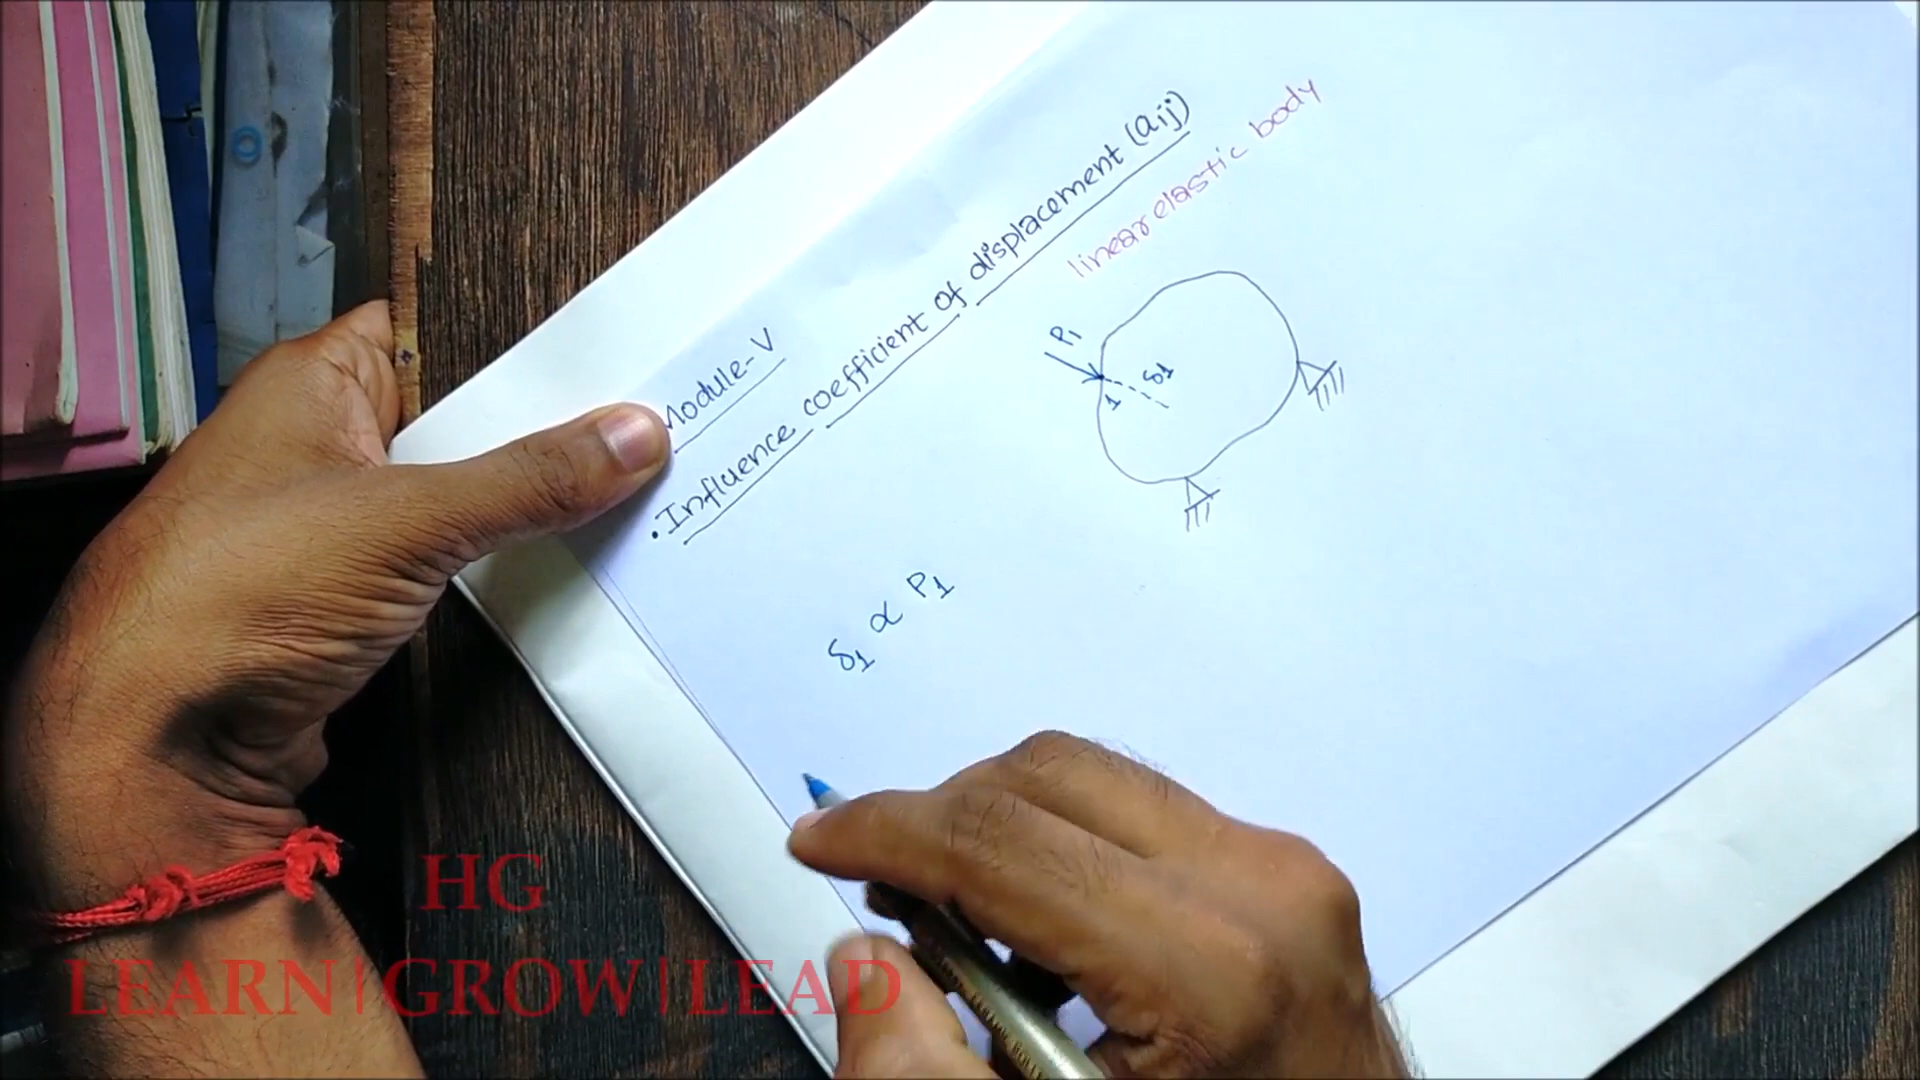 Module-V
• Influence coefficient of displacement (aij)
linear elastic body
P1
δ1
1
δ1 ∝ P1
HG
LEARN|GROW|LEAD